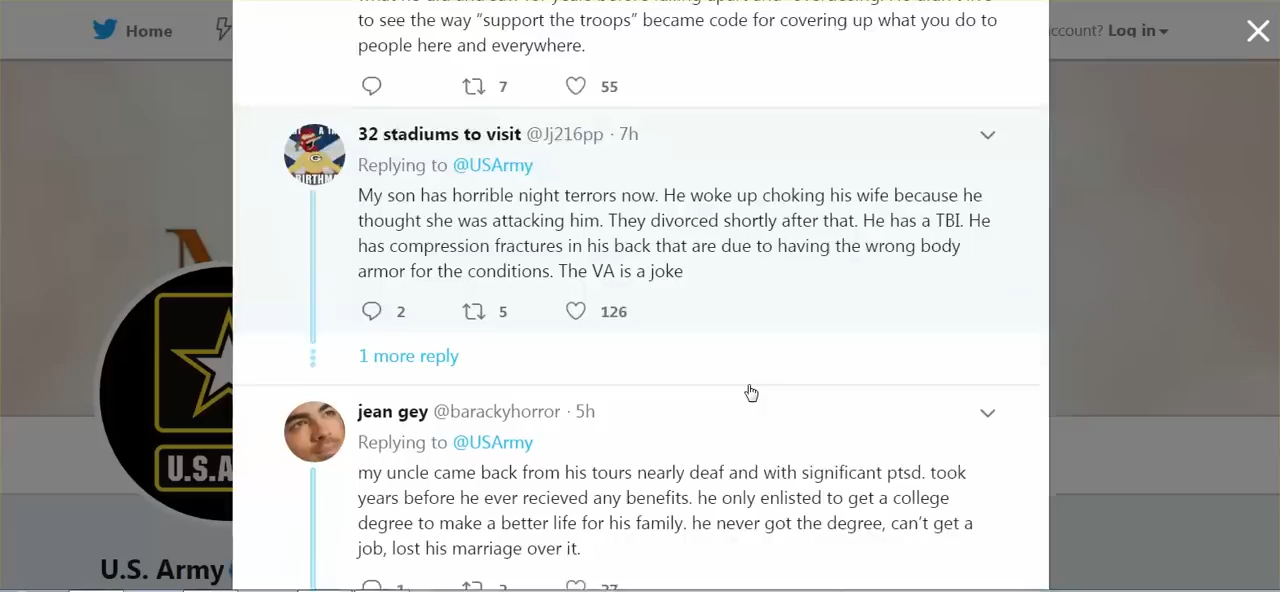 to see the way "support the troops" became code for covering up what you do to
people here and everywhere.
7 55
Home
ccount? Log in
32 stadiums to visit @Jj216pp · 7h
Replying to @USArmy
My son has horrible night terrors now. He woke up choking his wife because he
thought she was attacking him. They divorced shortly after that. He has a TBI. He
has compression fractures in his back that are due to having the wrong body
armor for the conditions. The VA is a joke
2 5 126
1 more reply
jean gey @barackyhorror · 5h
Replying to @USArmy
my uncle came back from his tours nearly deaf and with significant ptsd. took
years before he ever recieved any benefits. he only enlisted to get a college
degree to make a better life for his family. he never got the degree, can't get a
job, lost his marriage over it.
U.S.A
U.S. Army